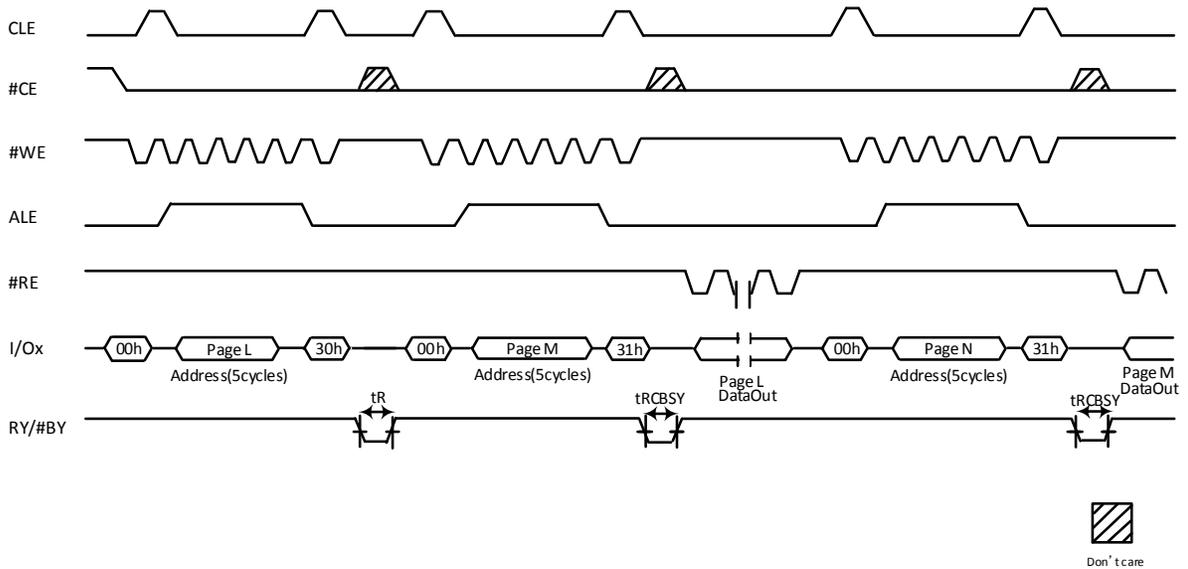 CLE
#CE
#WE
ALE
#RE
I/Ox
00h
Page L
30h
00h
Page M
31h
00h
Page N
31h
Address(5cycles)
Address(5cycles)
Page L
DataOut
Address(5cycles)
Page M
DataOut
RY/#BY
tR
tRCBSY
tRCBSY
Don't care